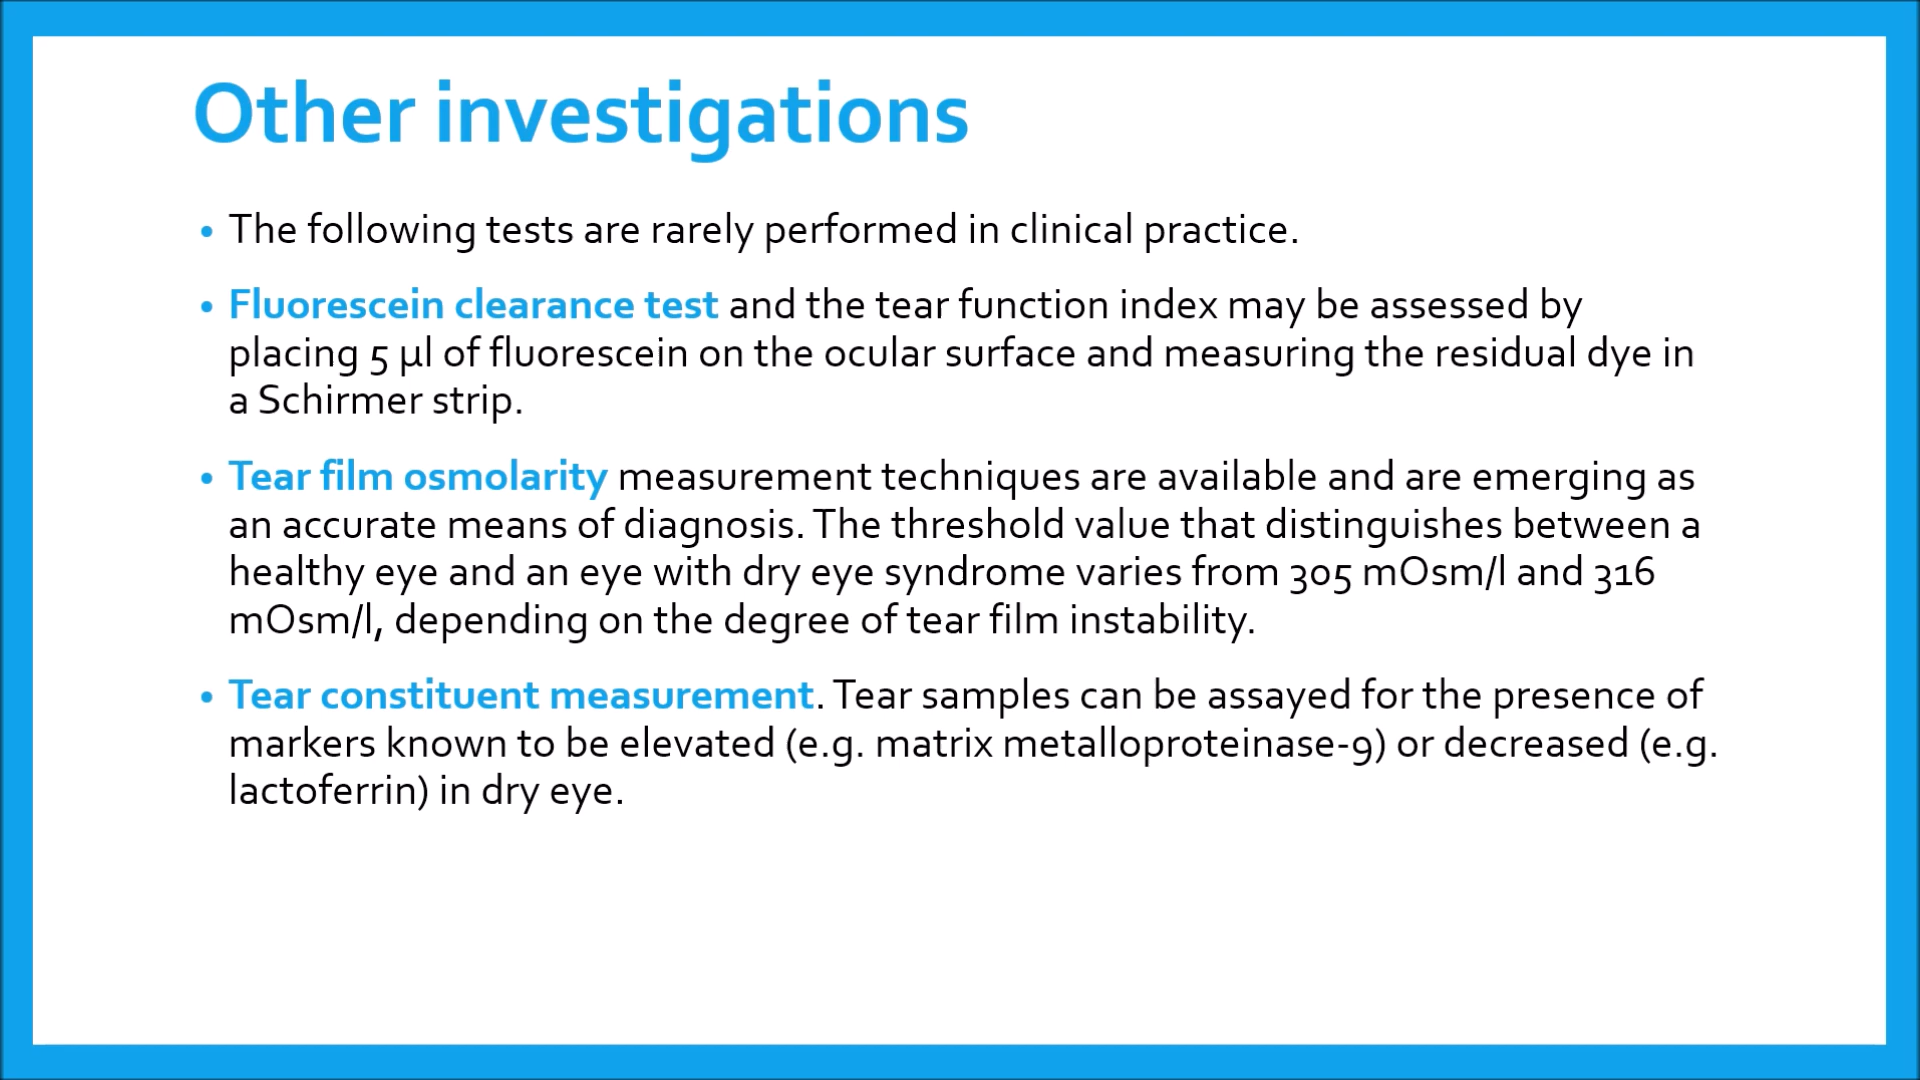 Other investigations
• The following tests are rarely performed in clinical practice.
• Fluorescein clearance test and the tear function index may be assessed by
placing 5 µl of fluorescein on the ocular surface and measuring the residual dye in
a Schirmer strip.
• Tear film osmolarity measurement techniques are available and are emerging as
an accurate means of diagnosis. The threshold value that distinguishes between a
healthy eye and an eye with dry eye syndrome varies from 305 mOsm/l and 316
mOsm/l, depending on the degree of tear film instability.
• Tear constituent measurement. Tear samples can be assayed for the presence of
markers known to be elevated (e.g. matrix metalloproteinase-9) or decreased (e.g.
lactoferrin) in dry eye.